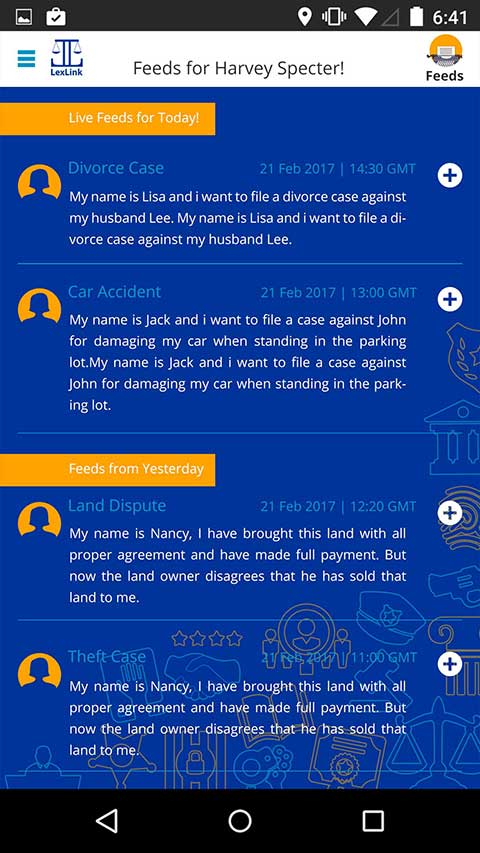 6:41
LexLink
Feeds for Harvey Specter!
Feeds
Live Feeds for Today!
Divorce Case
21 Feb 2017 | 14:30 GMT
My name is Lisa and i want to file a divorce case against
my husband Lee. My name is Lisa and i want to file a di-
vorce case against my husband Lee.
Car Accident
21 Feb 2017 | 13:00 GMT
My name is Jack and i want to file a case against John
for damaging my car when standing in the parking
lot.My name is Jack and i want to file a case against
John for damaging my car when standing in the park-
ing lot.
Feeds from Yesterday
Land Dispute
21 Feb 2017 | 12:20 GMT
My name is Nancy, I have brought this land with all
proper agreement and have made full payment. But
now the land owner disagrees that he has sold that
land to me.
Theft Case
21 Feb 2017 | 11:00 GMT
My name is Nancy, I have brought this land with all
proper agreement and have made full payment. But
now the land owner disagrees that he has sold that
land to me.